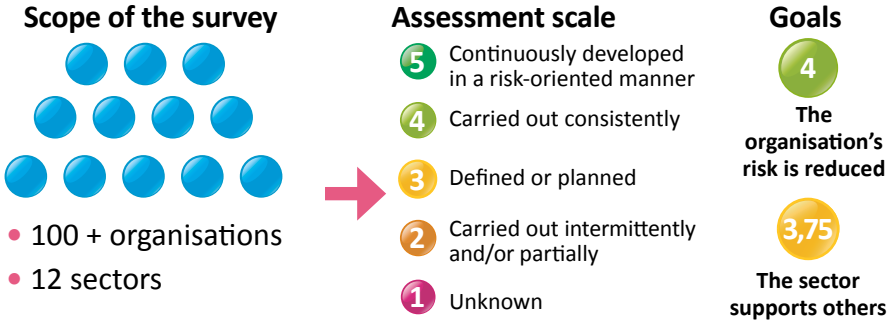 Scope of the survey
• 100 + organisations
• 12 sectors
Assessment scale
5 Continuously developed
in a risk-oriented manner
4 Carried out consistently
3 Defined or planned
2 Carried out intermittently
and/or partially
1 Unknown
Goals
4
The
organisation's
risk is reduced
3,75
The sector
supports others